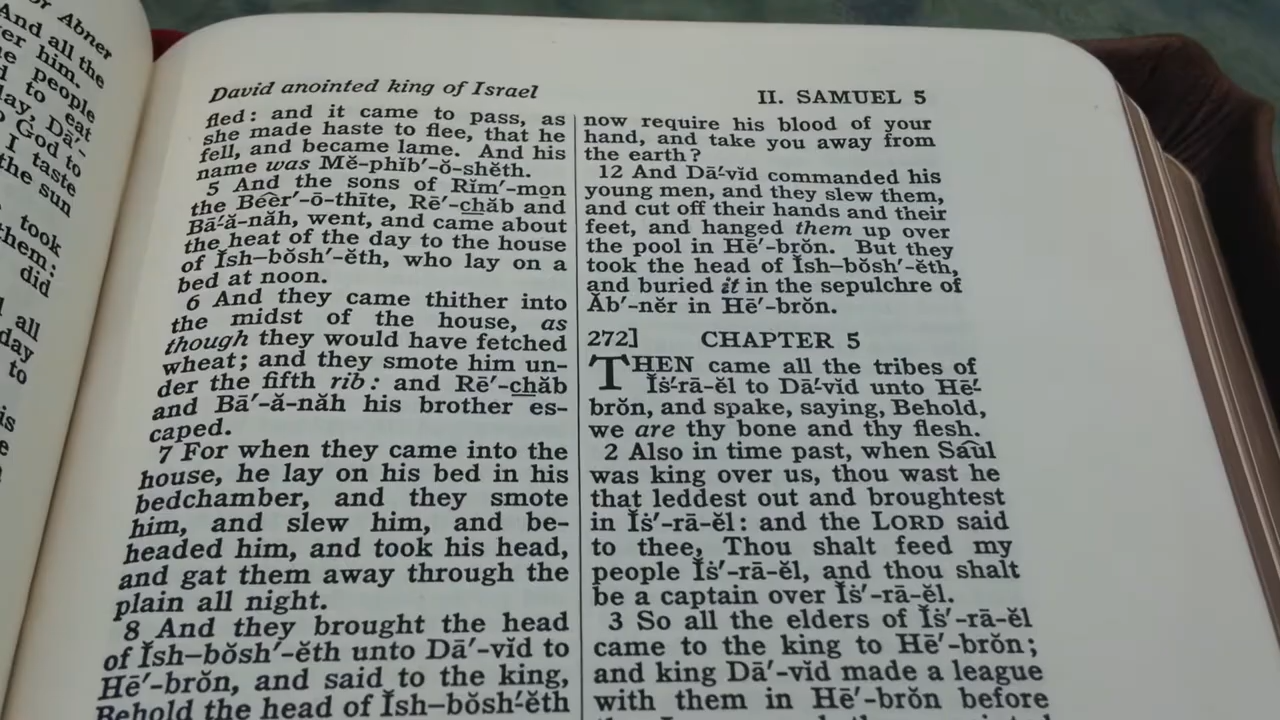 or Abner
And all the
er him.
e people
d to eat
lay, Dā′-
God to
I taste
the sun
took
them;
did
all
day
to
is
David anointed king of Israel
II. SAMUEL 5
fled: and it came to pass, as
she made haste to flee, that he
fell, and became lame. And his
name was Mĕ-phĭb′-ŏ-shĕth.
5 And the sons of Rĭm′-mon
the Beêr′-ō-thīte, Rē′-chăb and
Bā′-ă-năh, went, and came about
the heat of the day to the house
of Ĭsh-bŏsh′-ĕth, who lay on a
bed at noon.
6 And they came thither into
the midst of the house, as
though they would have fetched
wheat; and they smote him un-
der the fifth rib: and Rē′-chăb
and Bā′-ă-năh his brother es-
caped.
7 For when they came into the
house, he lay on his bed in his
bedchamber, and they smote
him, and slew him, and be-
headed him, and took his head,
and gat them away through the
plain all night.
8 And they brought the head
of Ĭsh-bŏsh′-ĕth unto Dā′-vĭd to
Hē′-brŏn, and said to the king,
Behold the head of Ĭsh-bŏsh′-ĕth
now require his blood of your
hand, and take you away from
the earth?
12 And Dā′-vĭd commanded his
young men, and they slew them,
and cut off their hands and their
feet, and hanged them up over
the pool in Hē′-brŏn. But they
took the head of Ĭsh-bŏsh′-ĕth,
and buried it in the sepulchre of
Ăb′-nĕr in Hē′-brŏn.
272] CHAPTER 5
THEN came all the tribes of
Ĭṡ′-rā-ĕl to Dā′-vĭd unto Hē′-
brŏn, and spake, saying, Behold,
we are thy bone and thy flesh.
2 Also in time past, when Saûl
was king over us, thou wast he
that leddest out and broughtest
in Ĭṡ′-rā-ĕl: and the LORD said
to thee, Thou shalt feed my
people Ĭṡ′-rā-ĕl, and thou shalt
be a captain over Ĭṡ′-rā-ĕl.
3 So all the elders of Ĭṡ′-rā-ĕl
came to the king to Hē′-brŏn;
and king Dā′-vĭd made a league
with them in Hē′-brŏn before